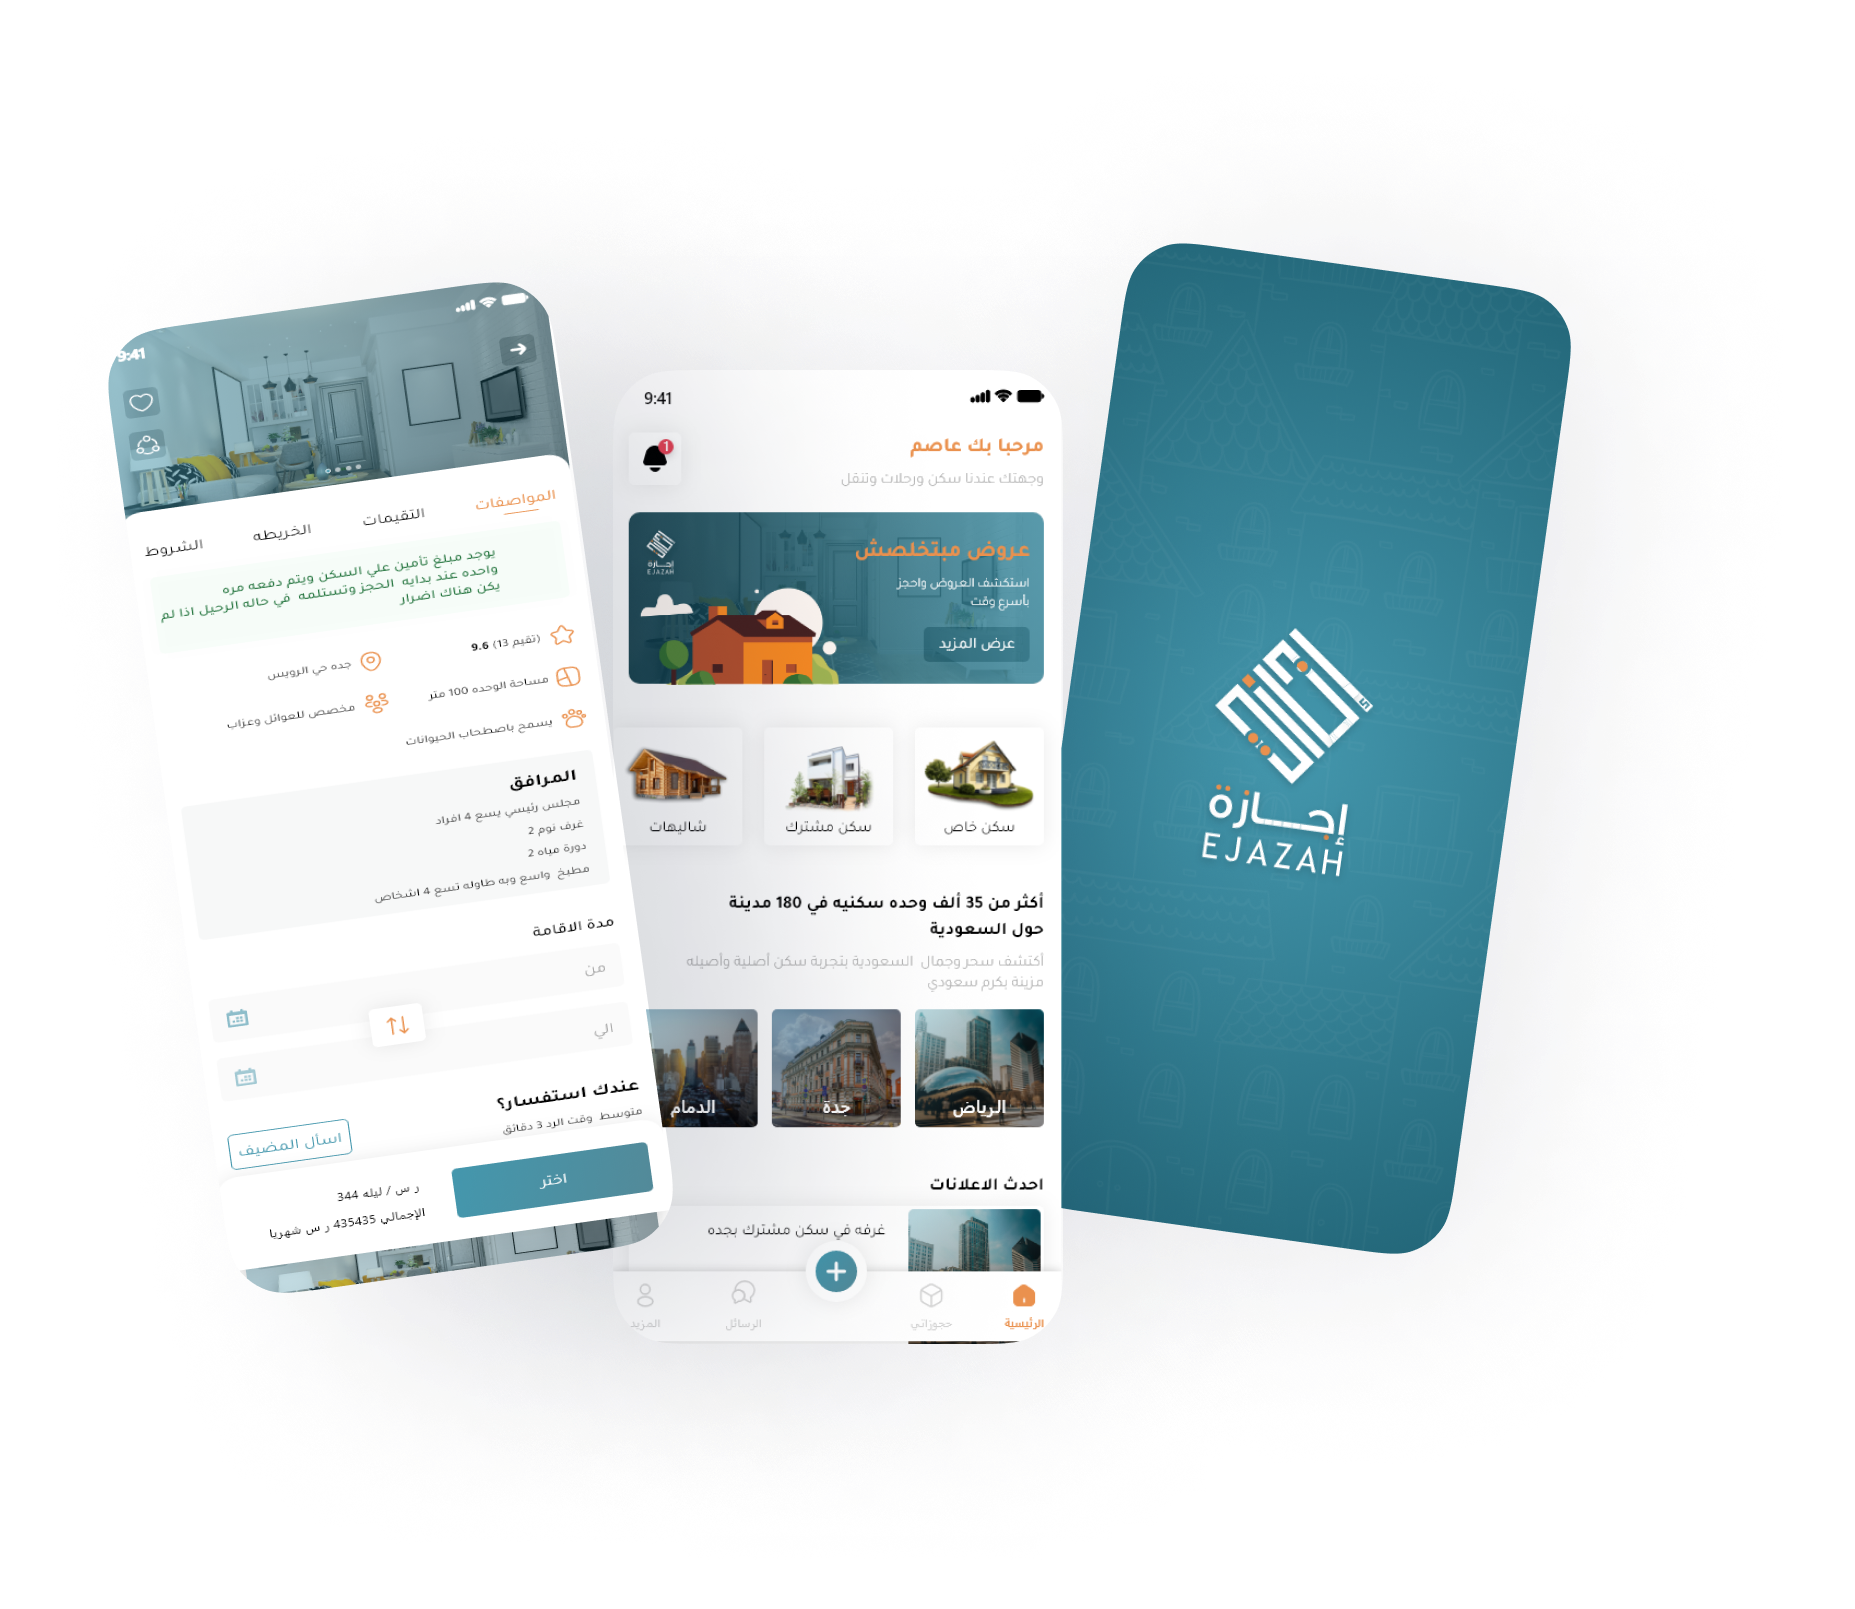 9:41
المواصفات
التقيمات
الخريطه
الشروط
يوجد مبلغ تأمين علي السكن ويتم دفعه مره
واحده عند بدايه الحجز وتستلمه في حاله الرحيل اذا لم
يكن هناك اضرار
9.6 (13 تقيم)
جده حي الرويس
مساحة الوحده 100 متر
مخصص للعوائل وعزاب
يسمح باصطحاب الحيوانات
المرافق
مجلس رئيسي يسع 4 افراد
غرف نوم 2
دورة مياه 2
مطبخ واسع وبه طاوله تسع 4 اشخاص
مدة الاقامة
من
الي
عندك استفسار؟
متوسط وقت الرد 3 دقائق
اسأل المضيف
اختر
ر س / ليله 344
الإجمالي 435435 ر س شهريا
9:41
1
مرحبا بك عاصم
وجهتك عندنا سكن ورحلات وتنقل
إجازة
EJAZAH
عروض مبتخلصش
استكشف العروض واحجز
بأسرع وقت
عرض المزيد
سكن خاص
سكن مشترك
شاليهات
أكثر من 35 ألف وحده سكنيه في 180 مدينة
حول السعودية
أكتشف سحر وجمال السعودية بتجربة سكن أصلية وأصيله
مزينة بكرم سعودي
الرياض
جدة
الدمام
احدث الاعلانات
غرفه في سكن مشترك بجده
الرئيسية
حجوزاتي
الرسائل
المزيد
إجازة
EJAZAH